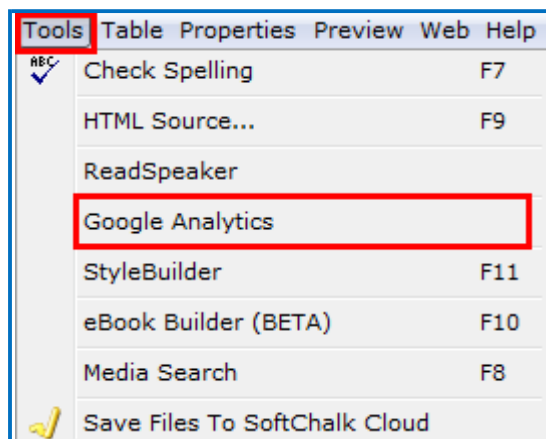 Tools Table Properties Preview Web Help
ABC Check Spelling F7
HTML Source... F9
ReadSpeaker
Google Analytics
StyleBuilder F11
eBook Builder (BETA) F10
Media Search F8
Save Files To SoftChalk Cloud